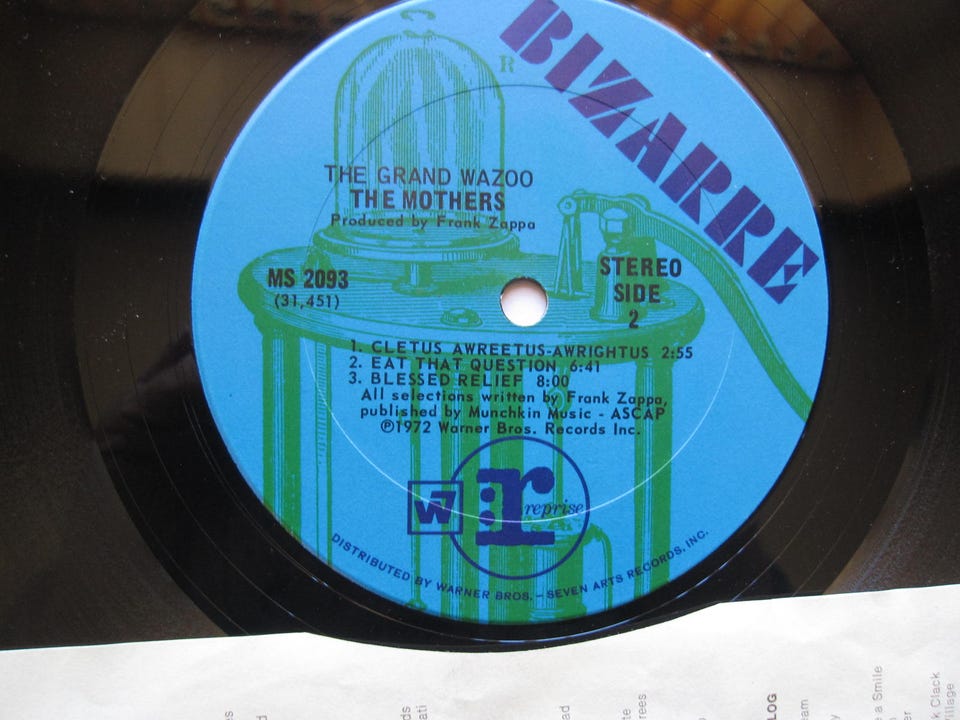 BIZARRE
R
THE GRAND WAZOO
THE MOTHERS
Produced by Frank Zappa
MS 2093
(31,451)
STEREO
SIDE
2
1. CLETUS AWREETUS-AWRIGHTUS 2:55
2. EAT THAT QUESTION 6:41
3. BLESSED RELIEF 8:00
All selections written by Frank Zappa,
published by Munchkin Music - ASCAP
℗1972 Warner Bros. Records Inc.
W7
r: reprise
DISTRIBUTED BY WARNER BROS. – SEVEN ARTS RECORDS, INC.
a Smile
k Clack